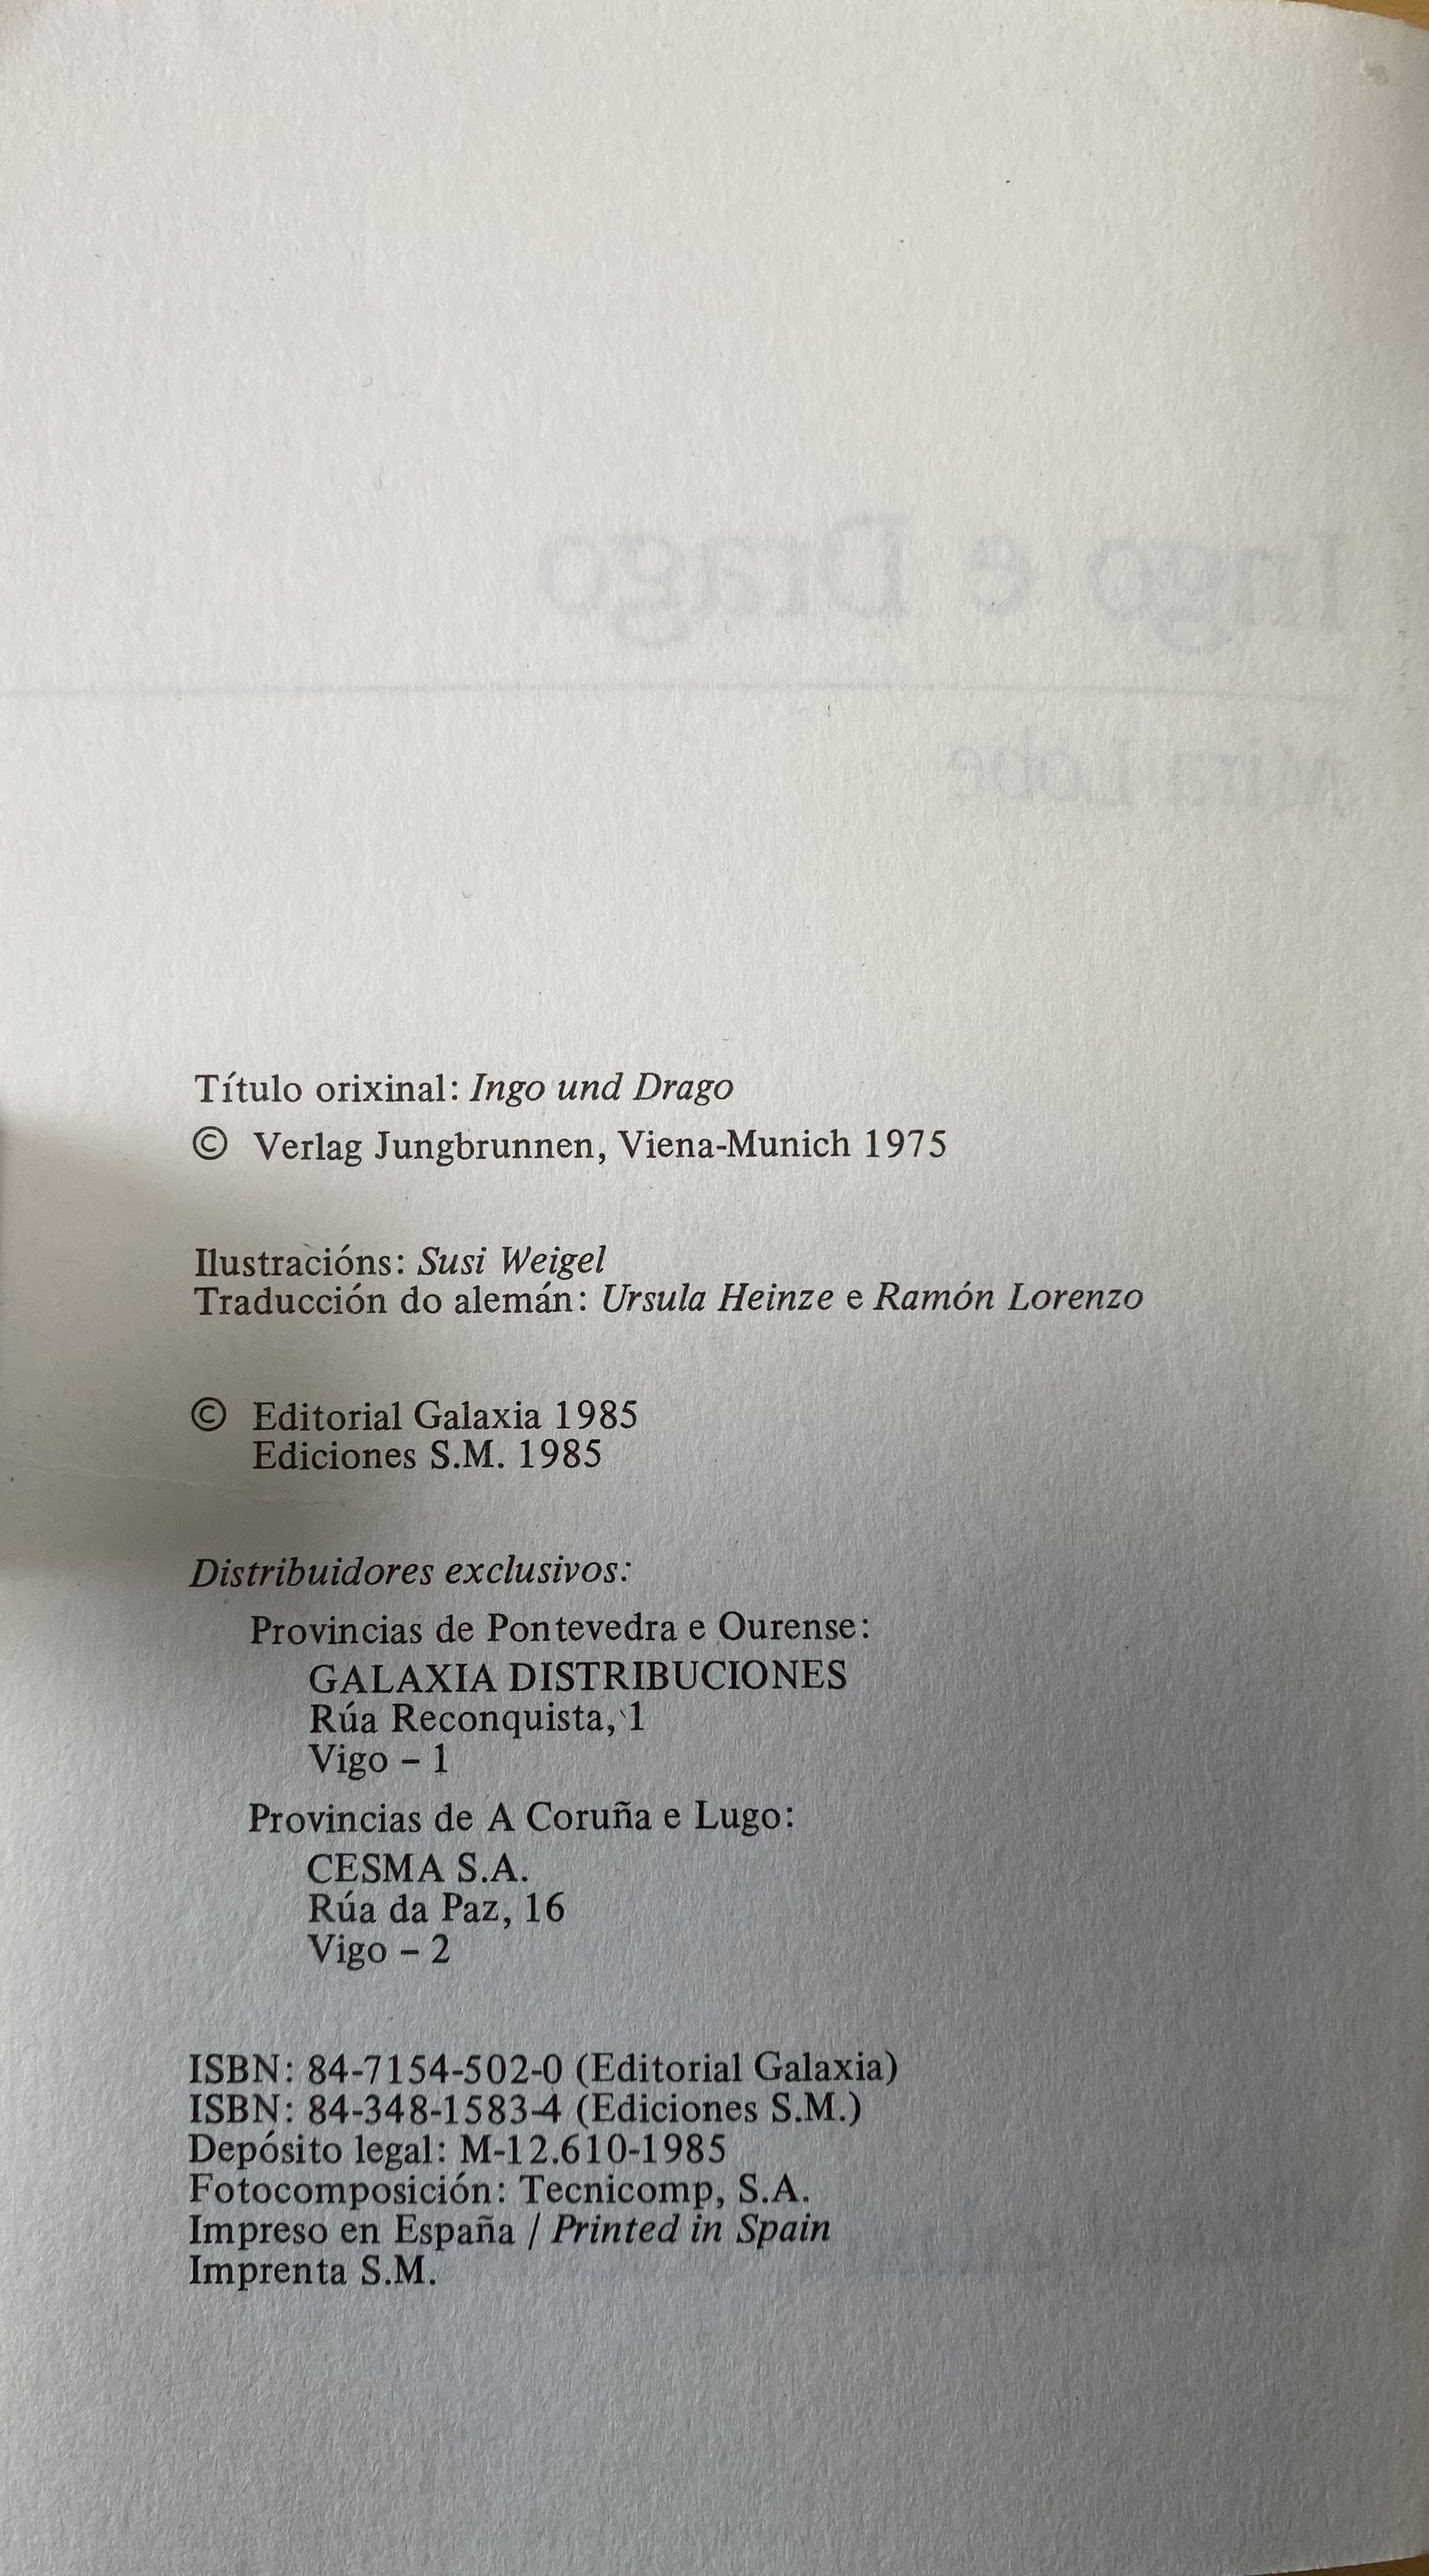 Ingo e Drago
Mira Lobe
Título orixinal: Ingo und Drago
© Verlag Jungbrunnen, Viena-Munich 1975
Ilustracións: Susi Weigel
Traducción do alemán: Ursula Heinze e Ramón Lorenzo
© Editorial Galaxia 1985
Ediciones S.M. 1985
Distribuidores exclusivos:
Provincias de Pontevedra e Ourense:
GALAXIA DISTRIBUCIONES
Rúa Reconquista, 1
Vigo – 1
Provincias de A Coruña e Lugo:
CESMA S.A.
Rúa da Paz, 16
Vigo – 2
ISBN: 84-7154-502-0 (Editorial Galaxia)
ISBN: 84-348-1583-4 (Ediciones S.M.)
Depósito legal: M-12.610-1985
Fotocomposición: Tecnicomp, S.A.
Impreso en España / Printed in Spain
Imprenta S.M.